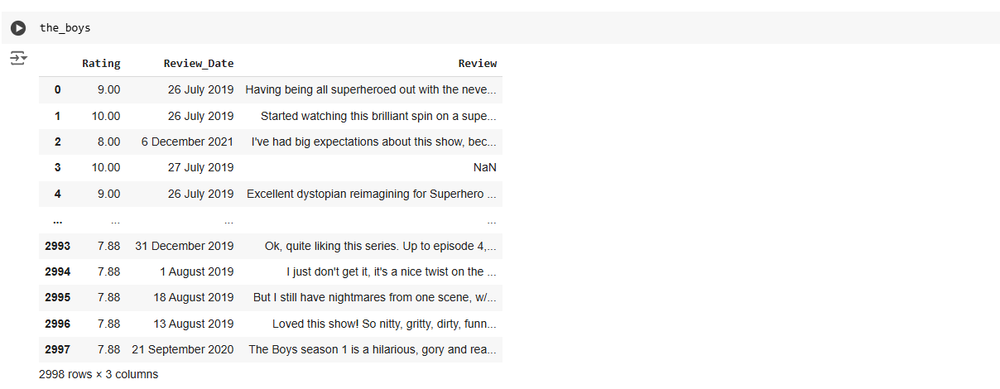 the_boys
Rating Review_Date Review
0 9.00 26 July 2019 Having being all superheroed out with the neve...
1 10.00 26 July 2019 Started watching this brilliant spin on a supe...
2 8.00 6 December 2021 I've had big expectations about this show, bec...
3 10.00 27 July 2019 NaN
4 9.00 26 July 2019 Excellent dystopian reimagining for Superhero ...
... ... ... ...
2993 7.88 31 December 2019 Ok, quite liking this series. Up to episode 4,...
2994 7.88 1 August 2019 I just don't get it, it's a nice twist on the ...
2995 7.88 18 August 2019 But I still have nightmares from one scene, w/...
2996 7.88 13 August 2019 Loved this show! So nitty, gritty, dirty, funn...
2997 7.88 21 September 2020 The Boys season 1 is a hilarious, gory and rea...
2998 rows × 3 columns